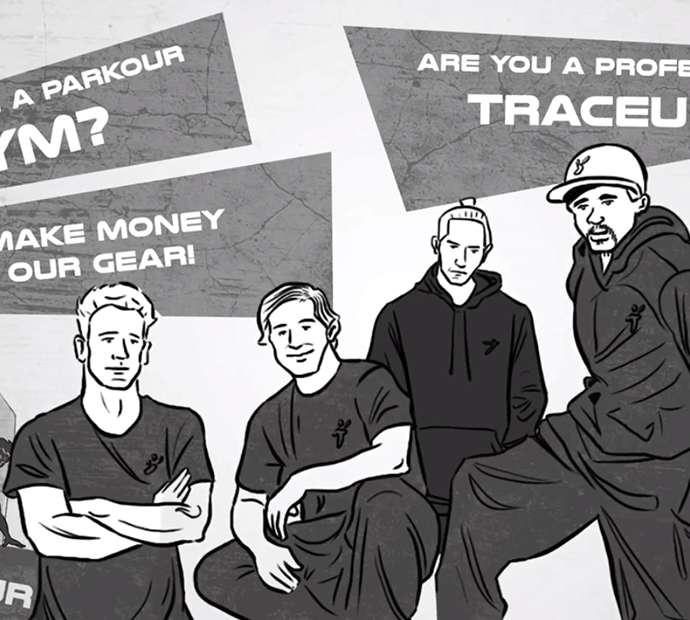 A PARKOUR
YM?
ARE YOU A PROFE
TRACEU
MAKE MONEY
OUR GEAR!
UR